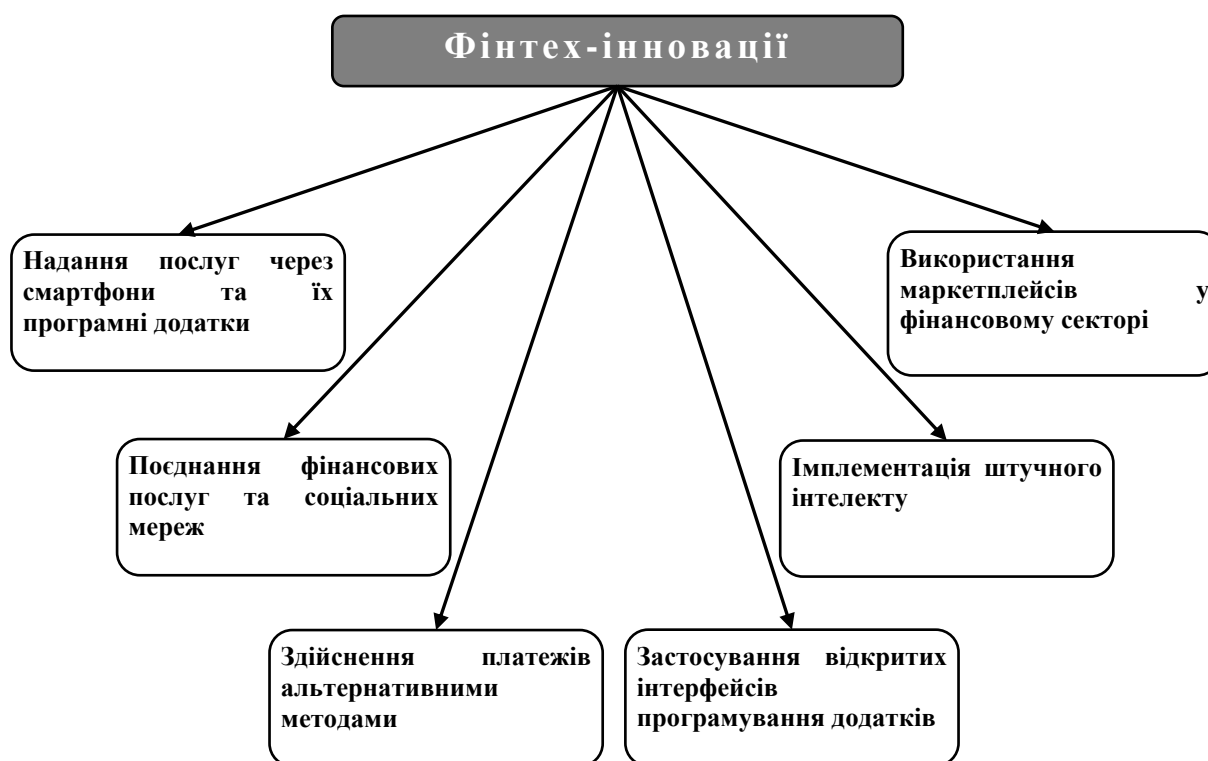 Фінтех-інновації
Надання послуг через
смартфони та їх
програмні додатки
Використання
маркетплейсів у
фінансовому секторі
Поєднання фінансових
послуг та соціальних
мереж
Імплементація штучного
інтелекту
Здійснення платежів
альтернативними
методами
Застосування відкритих
інтерфейсів
програмування додатків